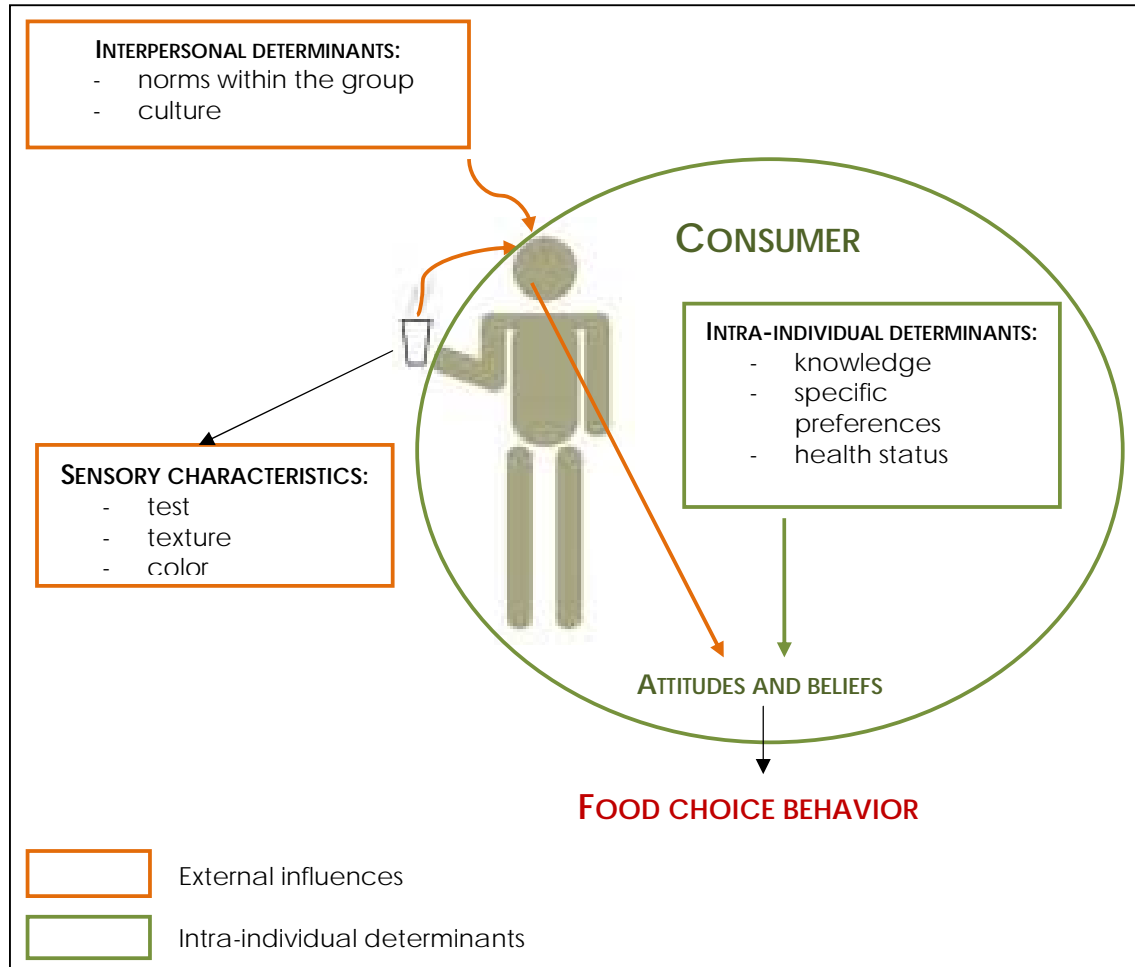 INTERPERSONAL DETERMINANTS:
- norms within the group
- culture
CONSUMER
INTRA-INDIVIDUAL DETERMINANTS:
- knowledge
- specific
preferences
- health status
SENSORY CHARACTERISTICS:
- test
- texture
- color
ATTITUDES AND BELIEFS
FOOD CHOICE BEHAVIOR
External influences
Intra-individual determinants